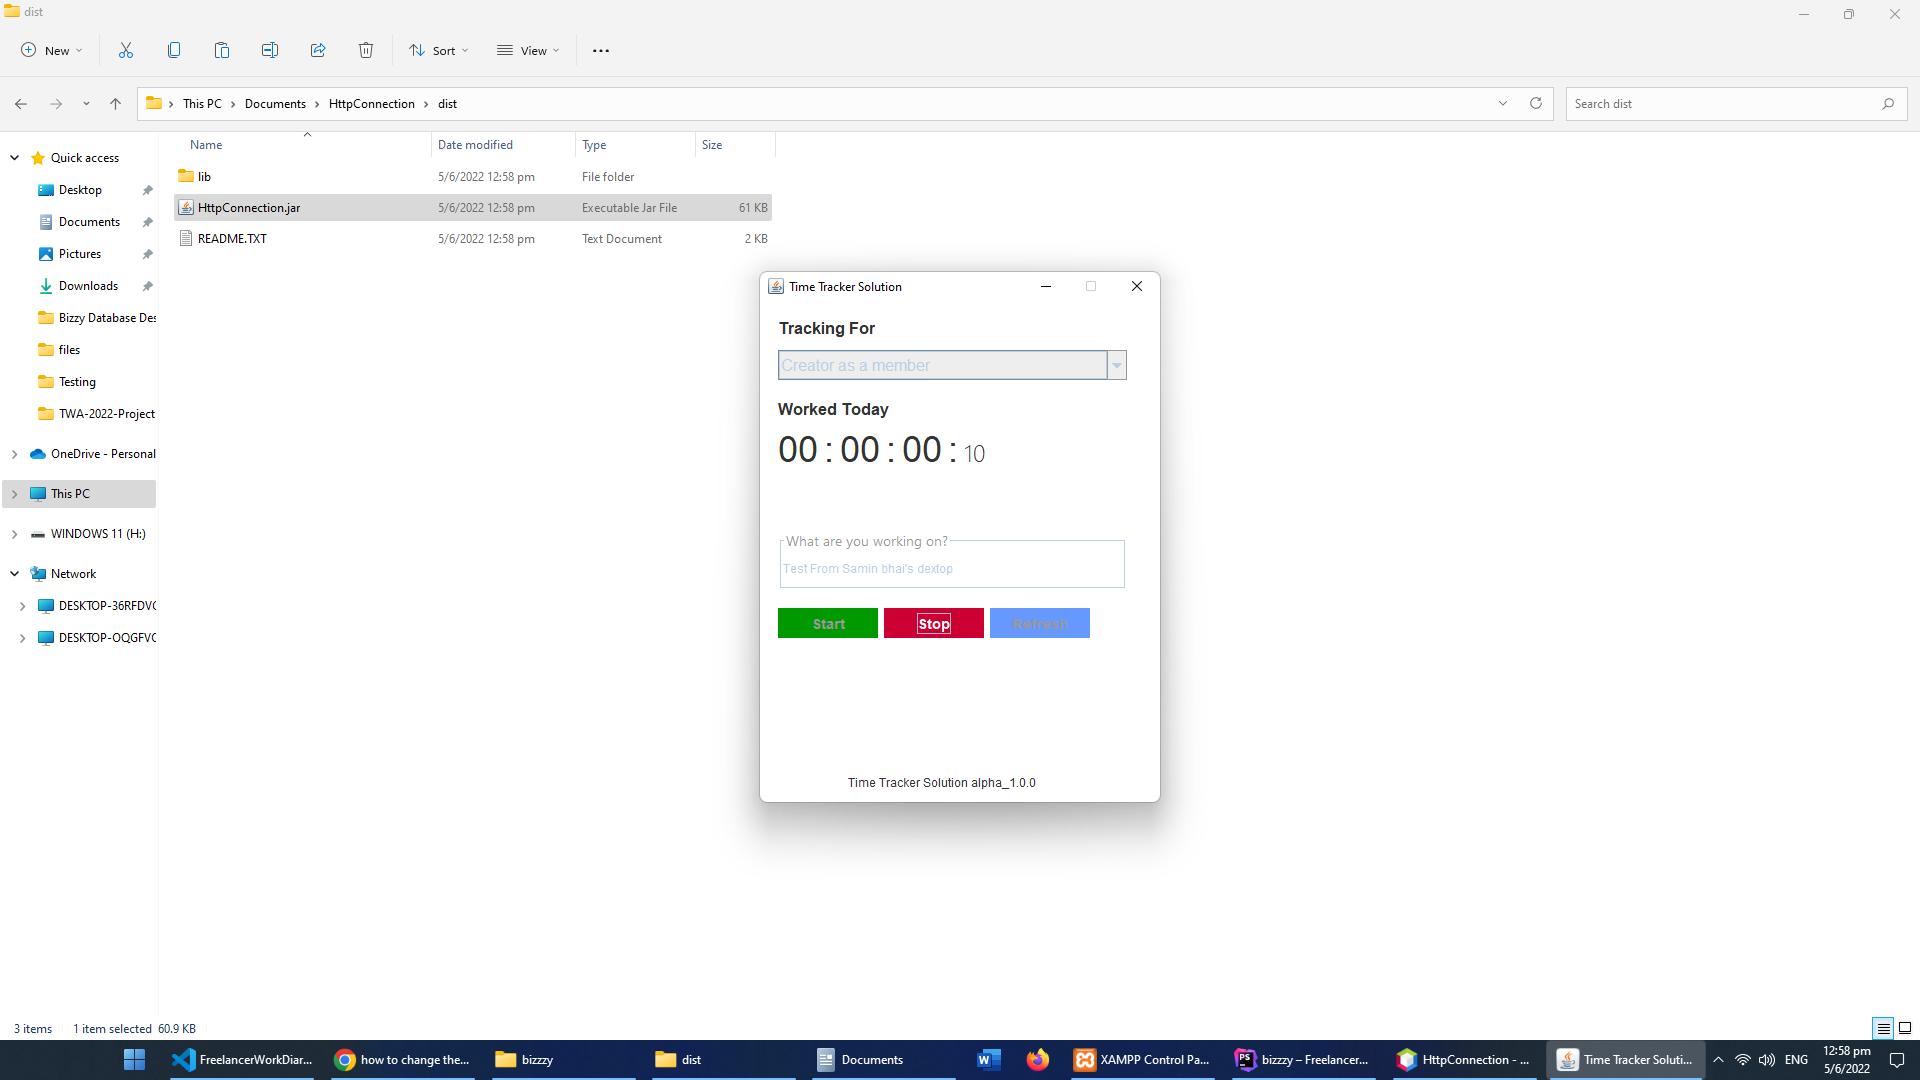 dist
New
Sort
View
This PC
Documents
HttpConnection
dist
Search dist
Name
Date modified
Type
Size
lib
5/6/2022 12:58 pm
File folder
HttpConnection.jar
5/6/2022 12:58 pm
Executable Jar File
61 KB
README.TXT
5/6/2022 12:58 pm
Text Document
2 KB
Quick access
Desktop
Documents
Pictures
Downloads
Bizzy Database Des
files
Testing
TWA-2022-Project
OneDrive - Personal
This PC
WINDOWS 11 (H:)
Network
DESKTOP-36RFDV
DESKTOP-OQGFV
Time Tracker Solution
Tracking For
Creator as a member
Worked Today
00 : 00 : 00 : 10
What are you working on?
Test From Samin bhai's dextop
Start
Stop
Refresh
Time Tracker Solution alpha_1.0.0
3 items
1 item selected 60.9 KB
FreelancerWorkDiar...
how to change the...
bizzzy
dist
Documents
XAMPP Control Pa...
bizzzy – Freelancer...
HttpConnection - ...
Time Tracker Soluti...
ENG
12:58 pm
5/6/2022